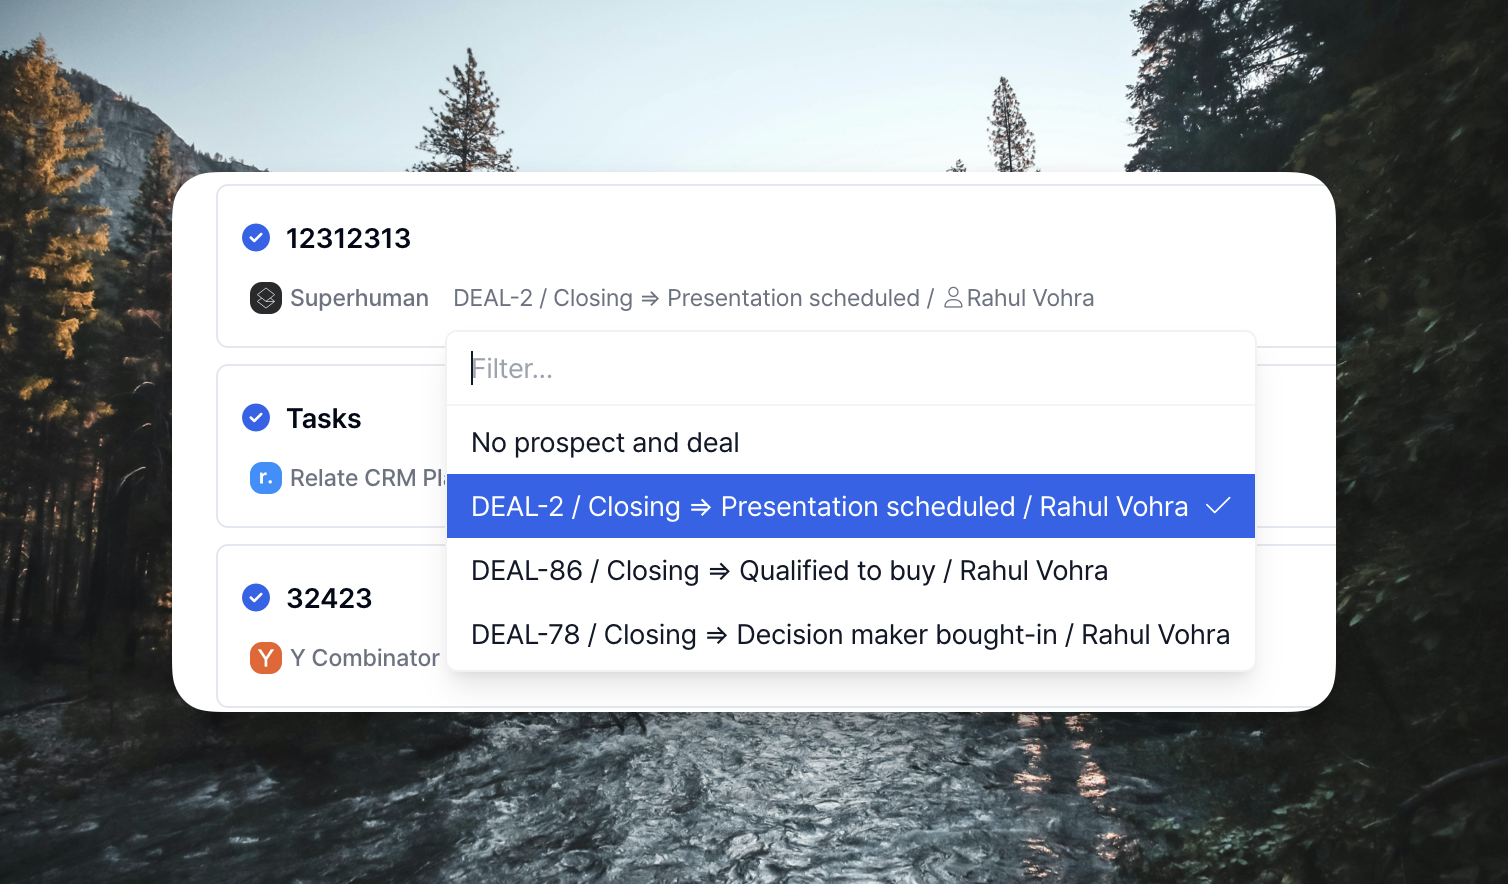 12312313
Superhuman DEAL-2 / Closing ⇒ Presentation scheduled / Rahul Vohra
Filter...
No prospect and deal
DEAL-2 / Closing ⇒ Presentation scheduled / Rahul Vohra
DEAL-86 / Closing ⇒ Qualified to buy / Rahul Vohra
DEAL-78 / Closing ⇒ Decision maker bought-in / Rahul Vohra
Tasks
r. Relate CRM
32423
Y Y Combinator